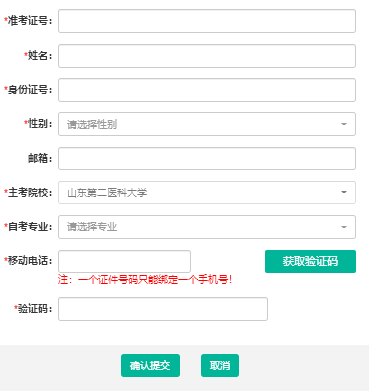 *准考证号:
*姓名:
*身份证号:
*性别: 请选择性别
邮箱:
*主考院校: 山东第二医科大学
*自考专业: 请选择专业
*移动电话: 获取验证码
注：一个证件号码只能绑定一个手机号！
*验证码:
确认提交 取消